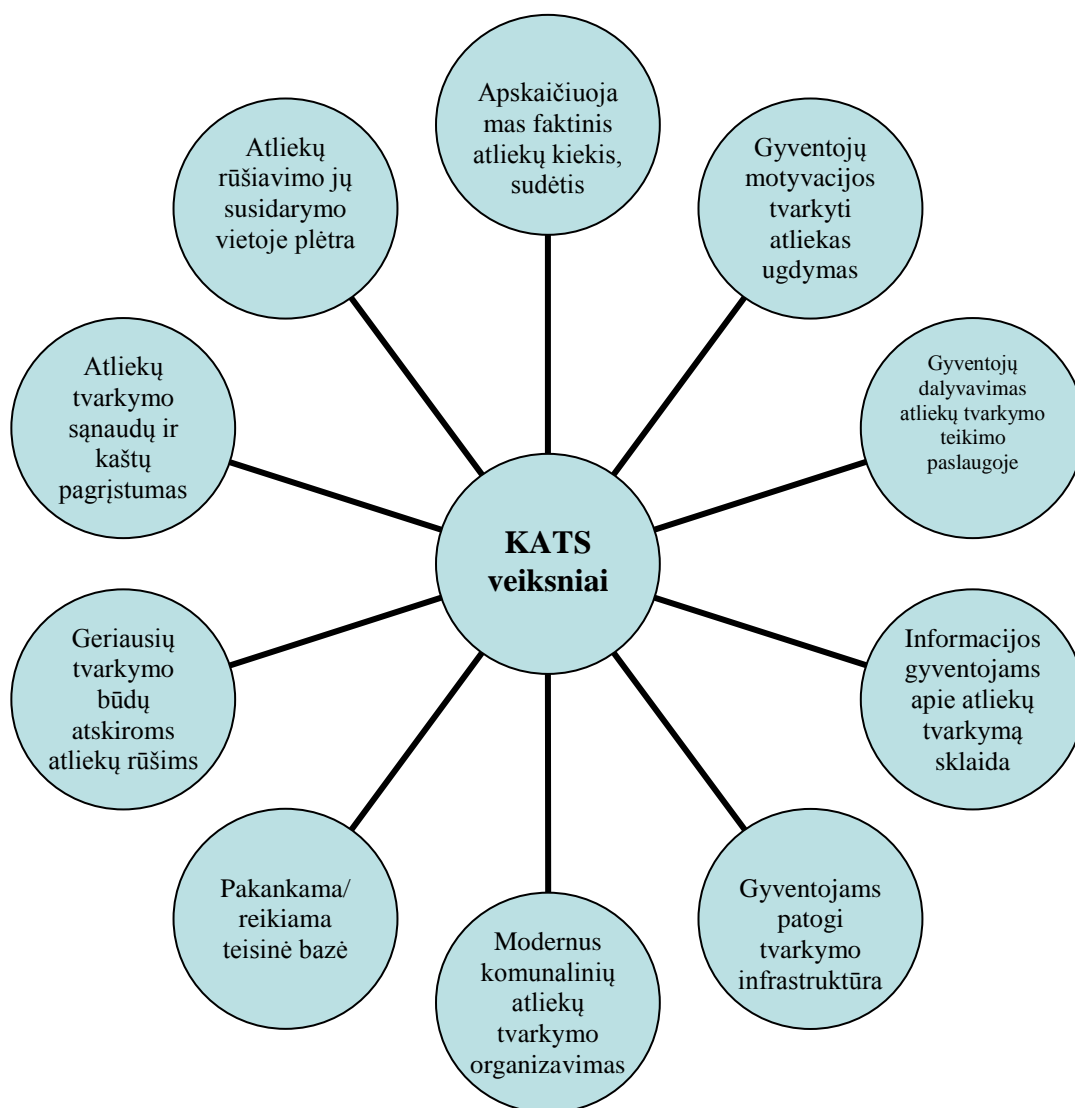 Apskaičiuoja
mas faktinis
atliekų kiekis,
sudėtis
Gyventojų
motyvacijos
tvarkyti
atliekas
ugdymas
Gyventojų
dalyvavimas
atliekų tvarkymo
teikimo
paslaugoje
Informacijos
gyventojams
apie atliekų
tvarkymą
sklaida
Gyventojams
patogi
tvarkymo
infrastruktūra
Modernus
komunalinių
atliekų
tvarkymo
organizavimas
Pakankama/
reikiama
teisinė bazė
Geriausių
tvarkymo
būdų
atskiroms
atliekų rūšims
Atliekų
tvarkymo
sąnaudų ir
kaštų
pagrįstumas
Atliekų
rūšiavimo jų
susidarymo
vietoje plėtra
KATS
veiksniai